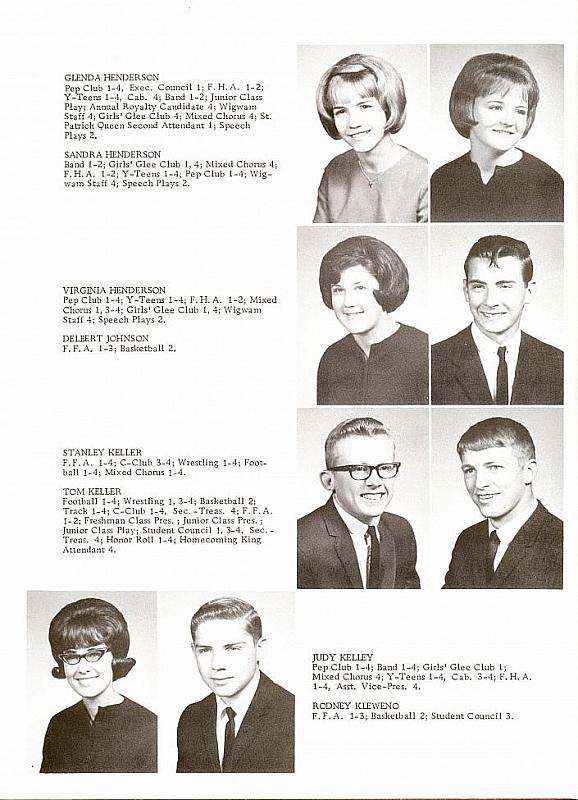 GLENDA HENDERSON
Pep Club 1-4, Exec. Council 1; F.H.A. 1-2;
Y-Teens 1-4, Cab. 4; Band 1-2; Junior Class
Play; Annual Royalty Candidate 4; Wigwam
Staff 4; Girls' Glee Club 4; Mixed Chorus 4; St.
Patrick Queen Second Attendant 1; Speech
Plays 2.
SANDRA HENDERSON
Band 1-2; Girls' Glee Club 1, 4; Mixed Chorus 4;
F.H.A. 1-2; Y-Teens 1-4; Pep Club 1-4; Wig-
wam Staff 4; Speech Plays 2.
VIRGINIA HENDERSON
Pep Club 1-4; Y-Teens 1-4; F.H.A. 1-2; Mixed
Chorus 1, 3-4; Girls' Glee Club 1, 4; Wigwam
Staff 4; Speech Plays 2.
DELBERT JOHNSON
F.F.A. 1-3; Basketball 2.
STANLEY KELLER
F.F.A. 1-4; C-Club 3-4; Wrestling 1-4; Foot-
ball 1-4; Mixed Chorus 1-4.
TOM KELLER
Football 1-4; Wrestling 1, 3-4; Basketball 2;
Track 1-4; C-Club 1-4, Sec.-Treas. 4; F.F.A.
1-2; Freshman Class Pres.; Junior Class Pres.;
Junior Class Play; Student Council 1, 3-4, Sec.-
Treas. 4; Honor Roll 1-4; Homecoming King
Attendant 4.
JUDY KELLEY
Pep Club 1-4; Band 1-4; Girls' Glee Club 1;
Mixed Chorus 4; Y-Teens 1-4, Cab. 3-4; F.H.A.
1-4, Asst. Vice-Pres. 4.
RODNEY KLEWENO
F.F.A. 1-3; Basketball 2; Student Council 3.